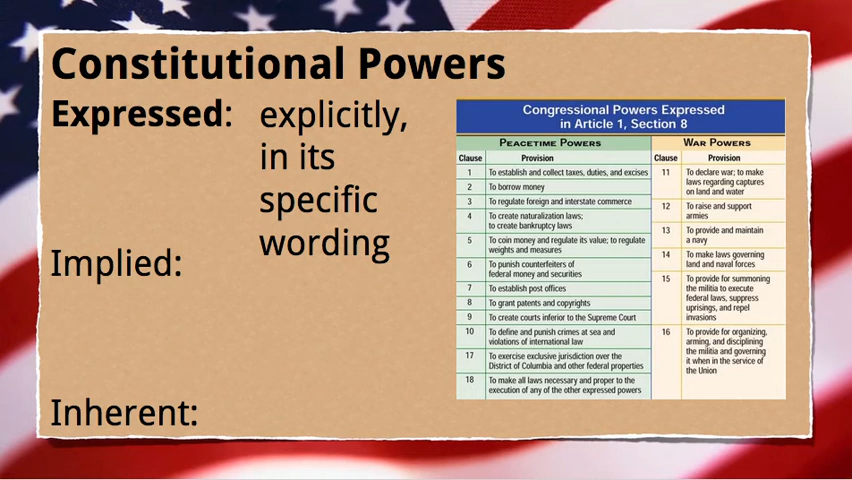 Constitutional Powers
Expressed:
explicitly,
in its
specific
wording
Implied:
Inherent:
Congressional Powers Expressed
in Article 1, Section 8
PEACETIME POWERS
Clause Provision
1 To establish and collect taxes, duties, and excises
2 To borrow money
3 To regulate foreign and interstate commerce
4 To create naturalization laws;
to create bankruptcy laws
5 To coin money and regulate its value; to regulate
weights and measures
6 To punish counterfeiters of
federal money and securities
7 To establish post offices
8 To grant patents and copyrights
9 To create courts inferior to the Supreme Court
10 To define and punish crimes at sea and
violations of international law
17 To exercise exclusive jurisdiction over the
District of Columbia and other federal properties
18 To make all laws necessary and proper to the
execution of any of the other expressed powers
WAR POWERS
Clause Provision
11 To declare war; to make
laws regarding captures
on land and water
12 To raise and support
armies
13 To provide and maintain
a navy
14 To make laws governing
land and naval forces
15 To provide for summoning
the militia to execute
federal laws, suppress
uprisings, and repel
invasions
16 To provide for organizing,
arming, and disciplining
the militia and governing
it when in the service of
the Union